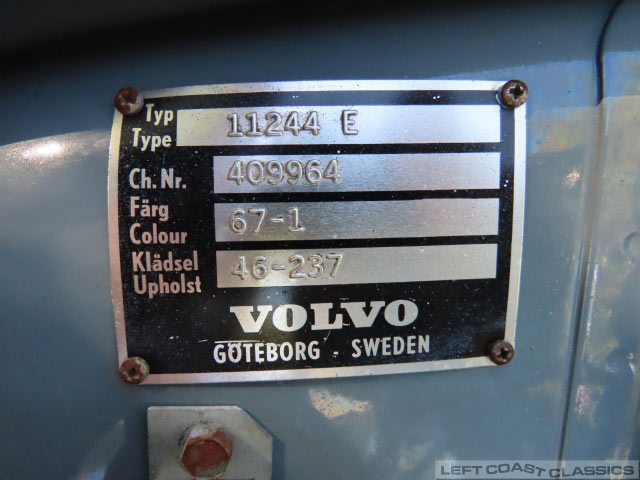 Typ
Type 11244 E
Ch.Nr. 409964
Färg
Colour 67-1
Klädsel
Upholst 46-237
VOLVO
GÖTEBORG - SWEDEN
LEFT COAST CLASSICS